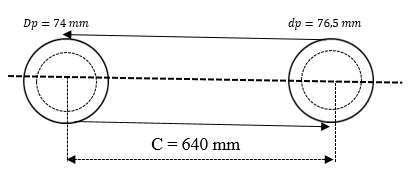 Dp = 74 mm
dp = 76,5 mm
C = 640 mm